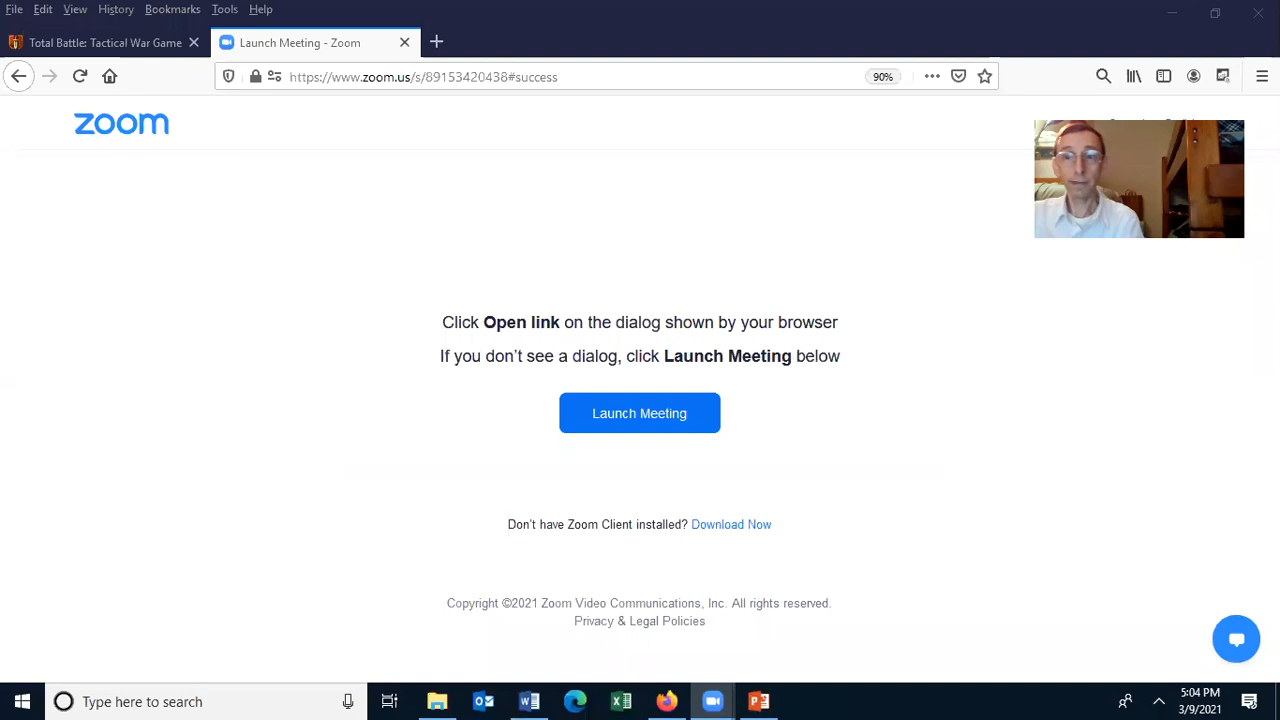 File Edit View History Bookmarks Tools Help
Total Battle: Tactical War Game
Launch Meeting - Zoom
https://www.zoom.us/s/89153420438#success
90%
zoom
Click Open link on the dialog shown by your browser
If you don't see a dialog, click Launch Meeting below
Launch Meeting
Don't have Zoom Client installed? Download Now
Copyright ©2021 Zoom Video Communications, Inc. All rights reserved.
Privacy & Legal Policies
Type here to search
5:04 PM
3/9/2021